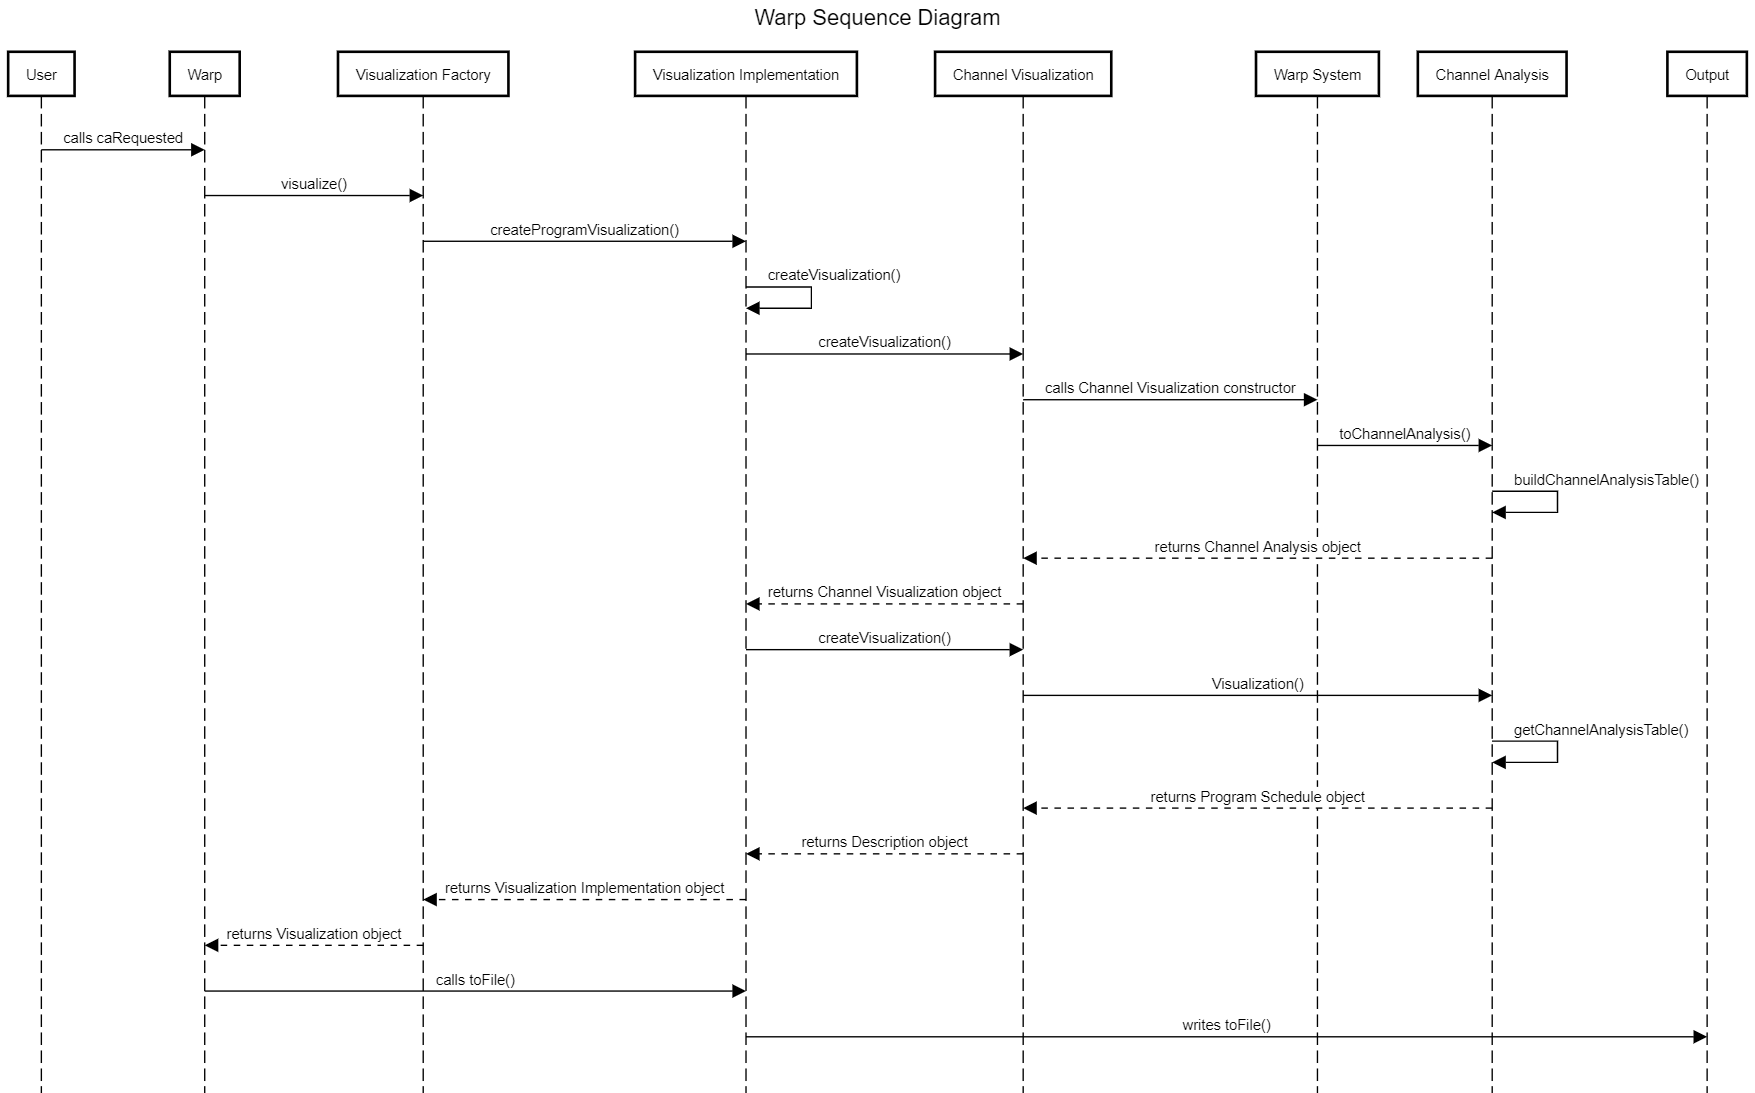 Warp Sequence Diagram
User
Warp
Visualization Factory
Visualization Implementation
Channel Visualization
Warp System
Channel Analysis
Output
calls caRequested
visualize()
createProgramVisualization()
createVisualization()
createVisualization()
calls Channel Visualization constructor
toChannelAnalysis()
buildChannelAnalysisTable()
returns Channel Analysis object
returns Channel Visualization object
createVisualization()
Visualization()
getChannelAnalysisTable()
returns Program Schedule object
returns Description object
returns Visualization Implementation object
returns Visualization object
calls toFile()
writes toFile()